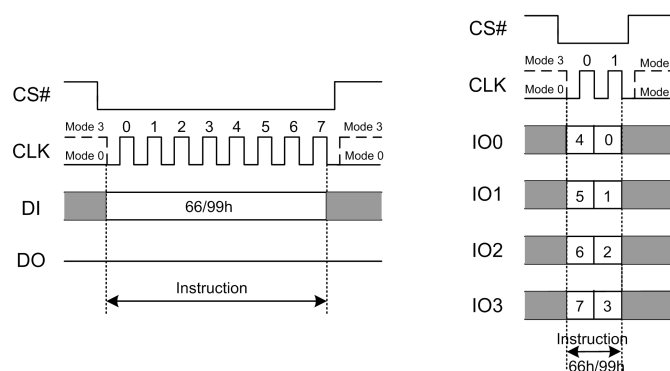 CS#
Mode 3 0 1 2 3 4 5 6 7 Mode 3
CLK
Mode 0 Mode 0
DI 66/99h
DO
Instruction
CS#
Mode 3 0 1 Mode
CLK
Mode 0 Mode
IO0 4 0
IO1 5 1
IO2 6 2
IO3 7 3
Instruction
66h/99h